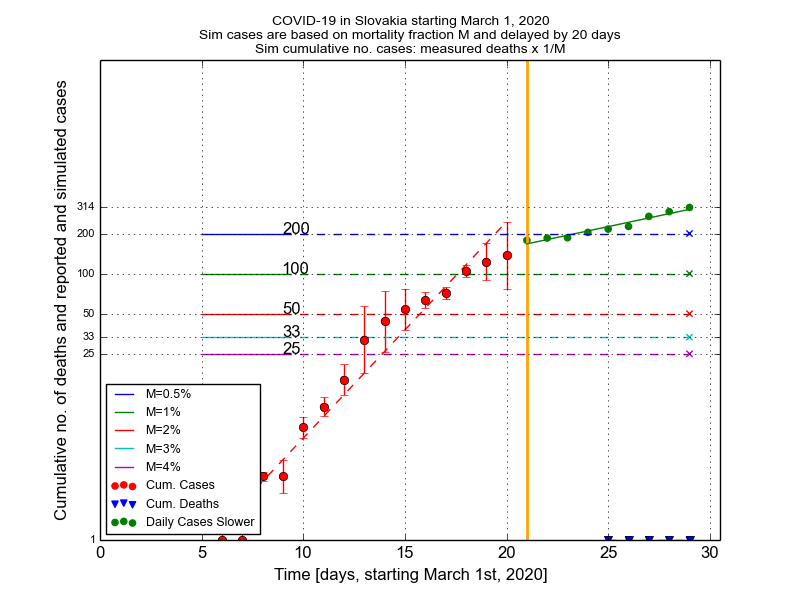 COVID-19 in Slovakia starting March 1, 2020
Sim cases are based on mortality fraction M and delayed by 20 days
Sim cumulative no. cases: measured deaths x 1/M
Cumulative no. of deaths and reported and simulated cases
314
200
100
50
33
25
1
200
100
50
33
25
M=0.5%
M=1%
M=2%
M=3%
M=4%
Cum. Cases
Cum. Deaths
Daily Cases Slower
0 5 10 15 20 25 30
Time [days, starting March 1st, 2020]